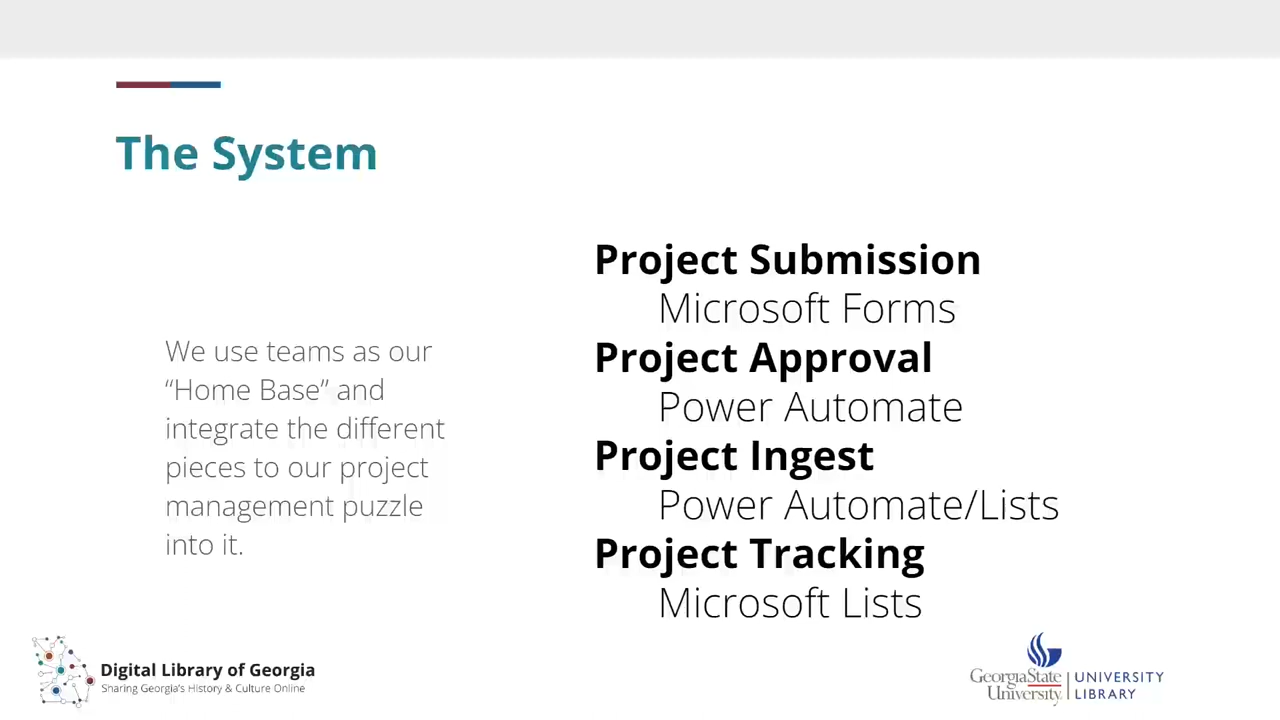 The System
We use teams as our
“Home Base” and
integrate the different
pieces to our project
management puzzle
into it.
Project Submission
Microsoft Forms
Project Approval
Power Automate
Project Ingest
Power Automate/Lists
Project Tracking
Microsoft Lists
Digital Library of Georgia
Sharing Georgia's History & Culture Online
GeorgiaState
University
UNIVERSITY
LIBRARY